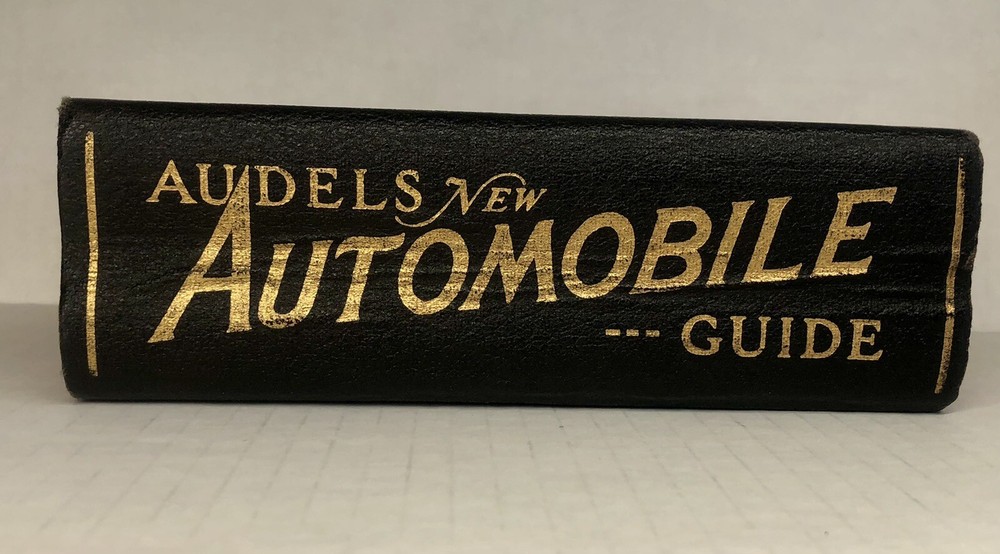 AUDELS NEW
AUTOMOBILE
--- GUIDE